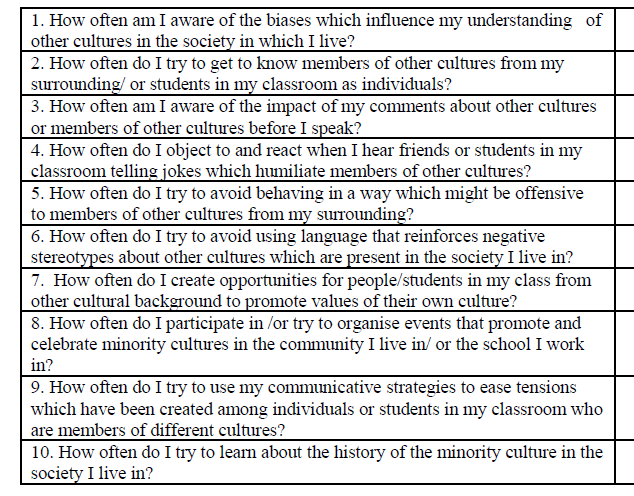 1. How often am I aware of the biases which influence my understanding of
other cultures in the society in which I live?
2. How often do I try to get to know members of other cultures from my
surrounding/ or students in my classroom as individuals?
3. How often am I aware of the impact of my comments about other cultures
or members of other cultures before I speak?
4. How often do I object to and react when I hear friends or students in my
classroom telling jokes which humiliate members of other cultures?
5. How often do I try to avoid behaving in a way which might be offensive
to members of other cultures from my surrounding?
6. How often do I try to avoid using language that reinforces negative
stereotypes about other cultures which are present in the society I live in?
7. How often do I create opportunities for people/students in my class from
other cultural background to promote values of their own culture?
8. How often do I participate in /or try to organise events that promote and
celebrate minority cultures in the community I live in/ or the school I work
in?
9. How often do I try to use my communicative strategies to ease tensions
which have been created among individuals or students in my classroom who
are members of different cultures?
10. How often do I try to learn about the history of the minority culture in the
society I live in?